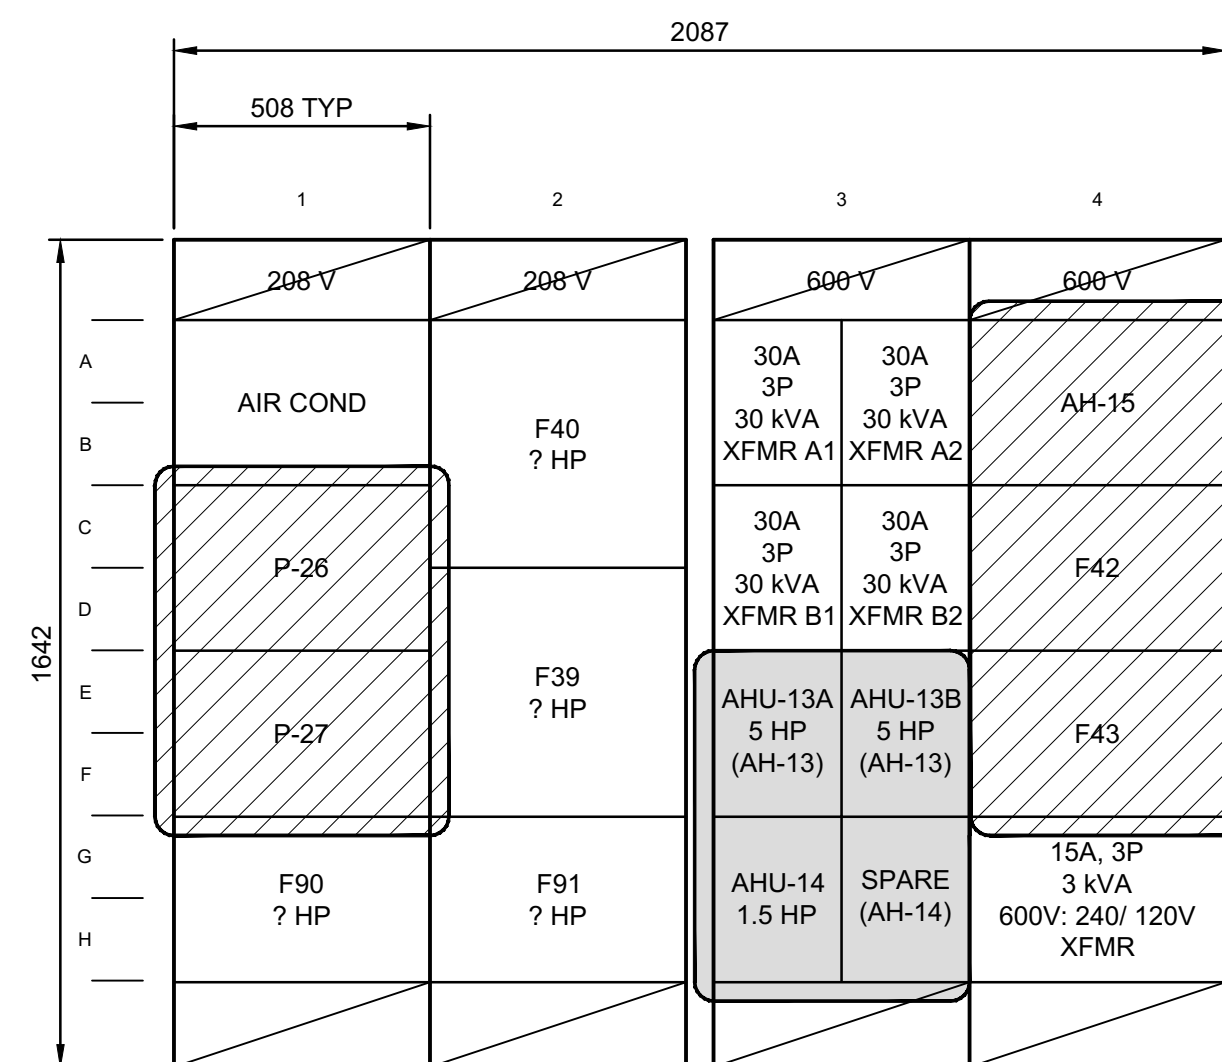 2087
508 TYP
1
2
3
4
208 V
208 V
600 V
600 V
A
B
C
D
E
F
G
H
1642
AIR COND
P-26
P-27
F90
? HP
F40
? HP
F39
? HP
F91
? HP
30A
3P
30 kVA
XFMR A1
30A
3P
30 kVA
XFMR A2
30A
3P
30 kVA
XFMR B1
30A
3P
30 kVA
XFMR B2
AHU-13A
5 HP
(AH-13)
AHU-13B
5 HP
(AH-13)
AHU-14
1.5 HP
SPARE
(AH-14)
AH-15
F42
F43
15A, 3P
3 kVA
600V: 240/ 120V
XFMR